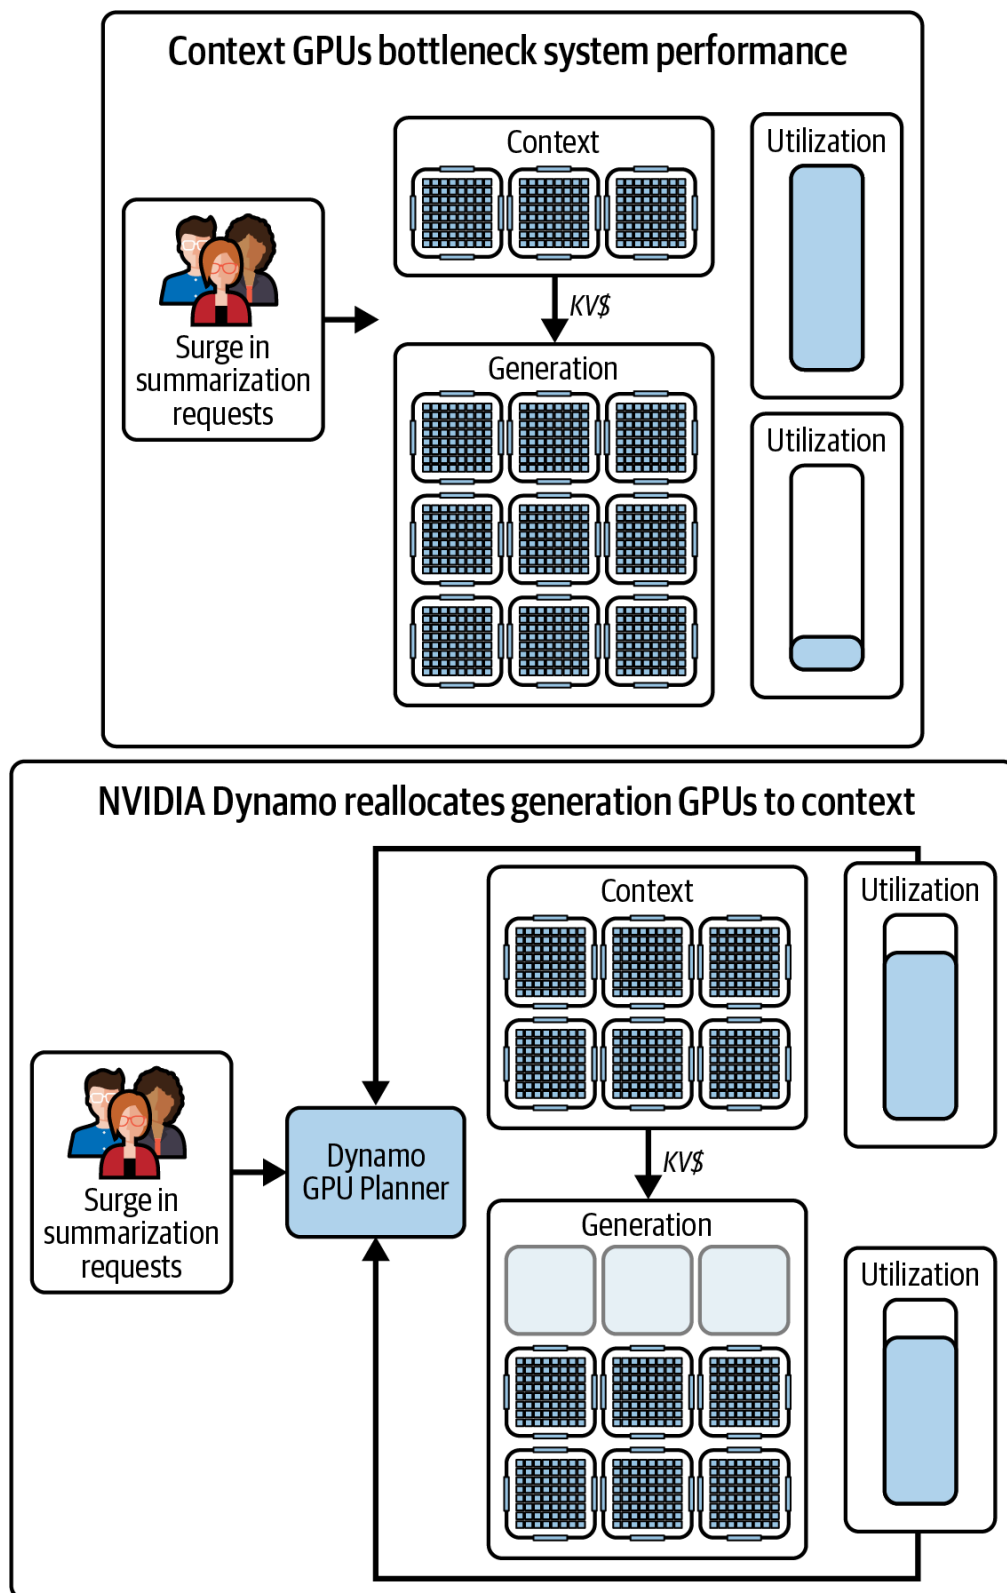 Context GPUs bottleneck system performance
Context
Utilization
Surge in
summarization
requests
KV$
Generation
Utilization
NVIDIA Dynamo reallocates generation GPUs to context
Context
Utilization
Surge in
summarization
requests
Dynamo
GPU Planner
KV$
Generation
Utilization